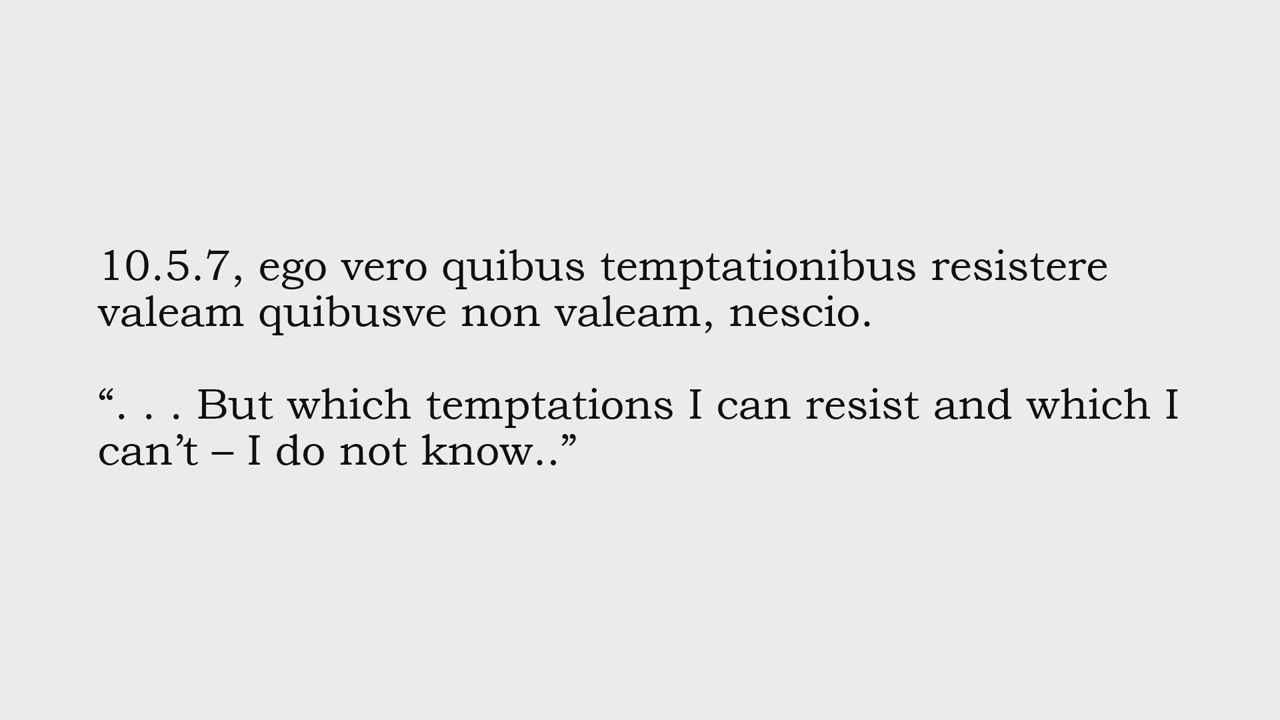 10.5.7, ego vero quibus temptationibus resistere
valeam quibusve non valeam, nescio.
“. . . But which temptations I can resist and which I
can’t – I do not know..”